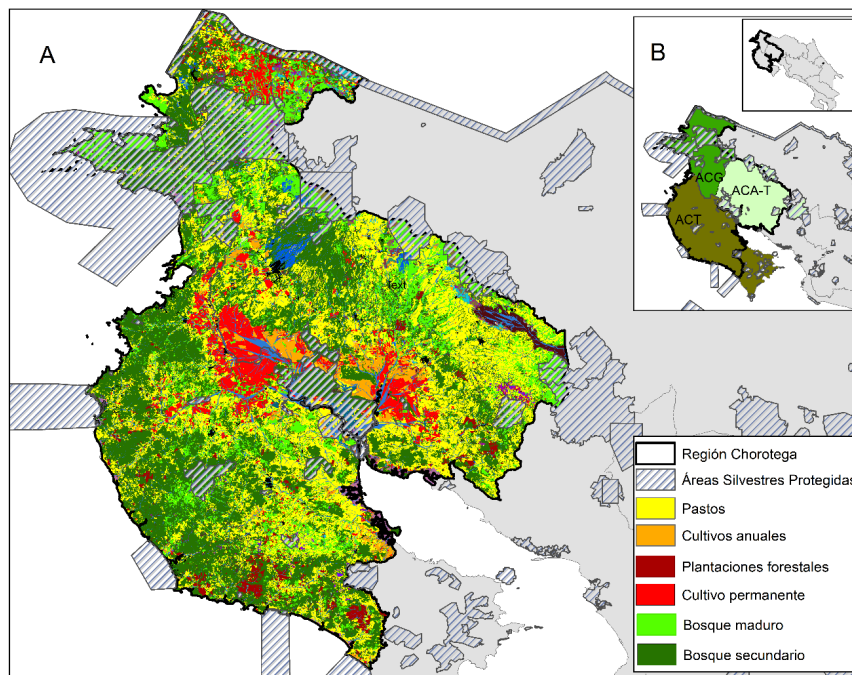 A
B
ACG
ACA-T
ACT
Text
Región Chorotega
Áreas Silvestres Protegidas
Pastos
Cultivos anuales
Plantaciones forestales
Cultivo permanente
Bosque maduro
Bosque secundario